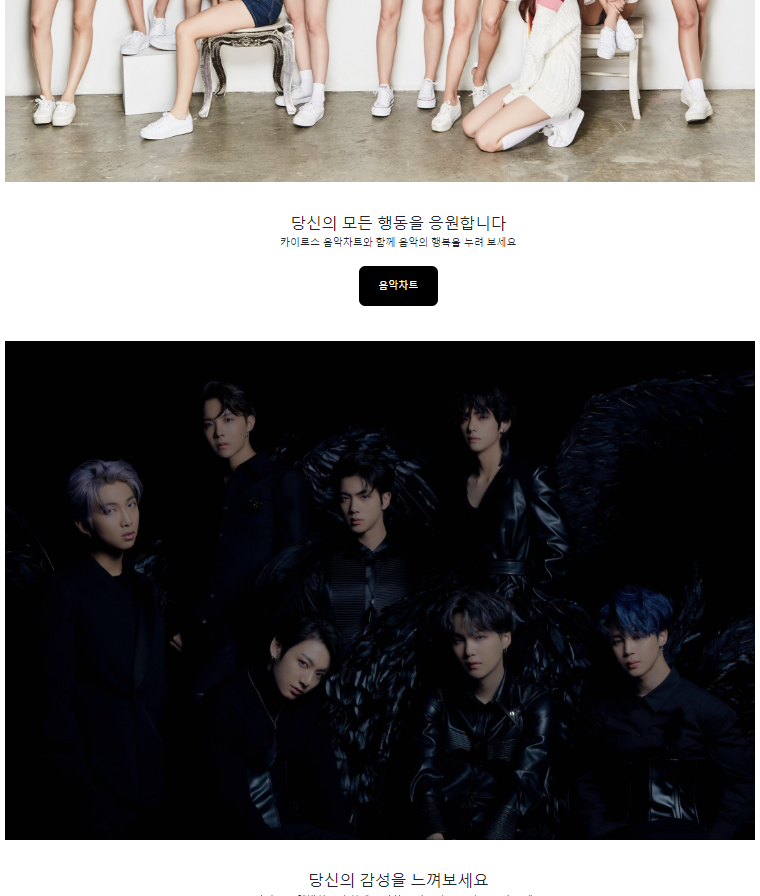 당신의 모든 행동을 응원합니다
카이로스 음악차트와 함께 음악의 행복을 누려 보세요
음악차트
당신의 감성을 느껴보세요